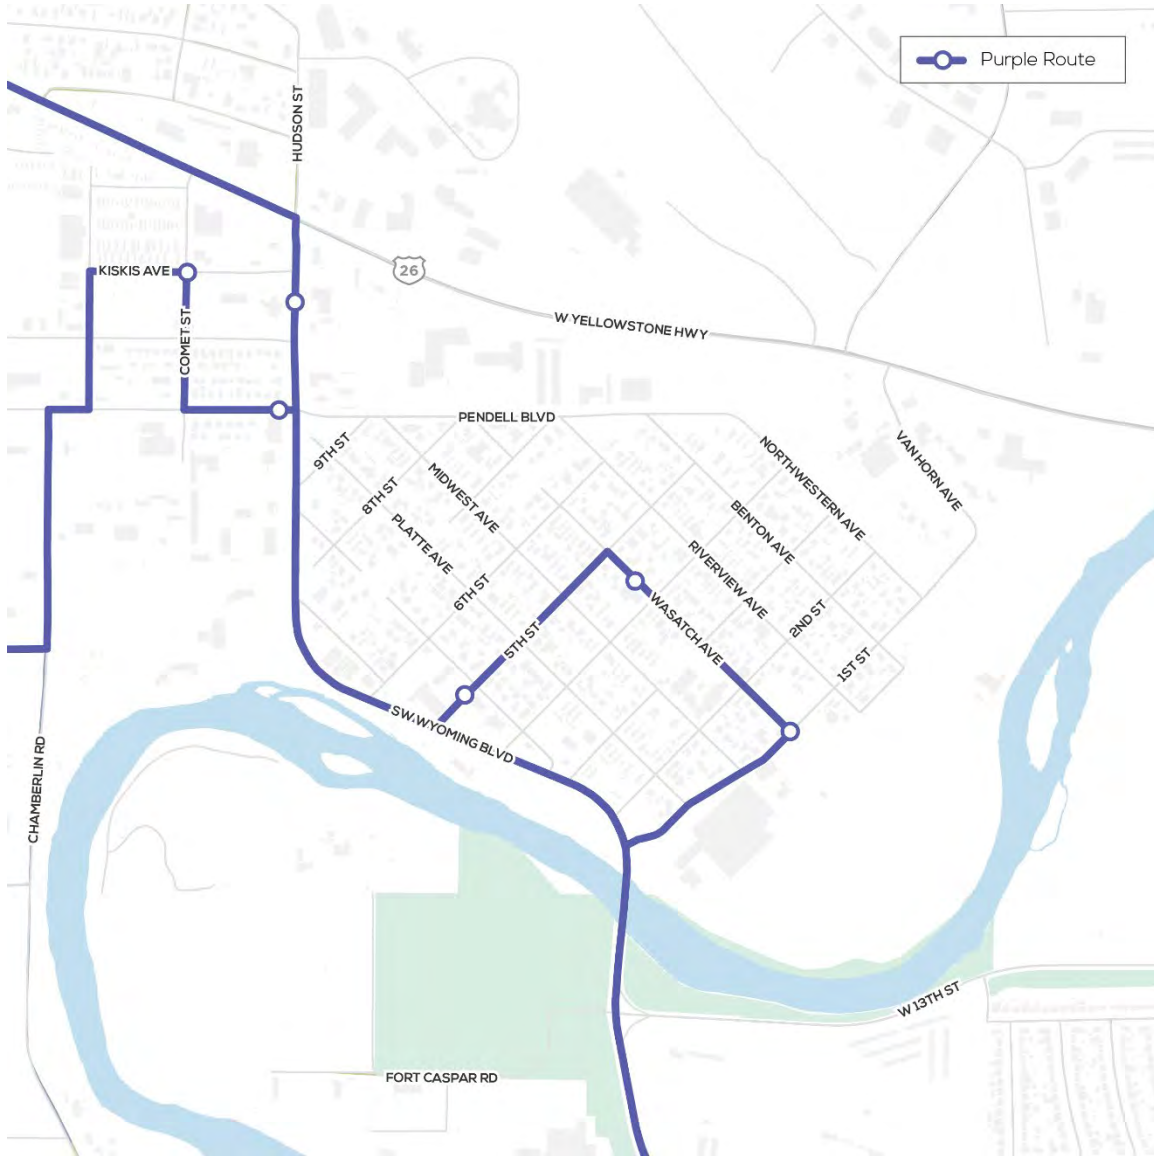 Purple Route
HUDSON ST
26
KISKIS AVE
COMET ST
W YELLOWSTONE HWY
PENDELL BLVD
9TH ST
8TH ST
MIDWEST AVE
PLATTE AVE
6TH ST
5TH ST
NORTHWESTERN AVE
VAN HORN AVE
BENTON AVE
RIVERVIEW AVE
WASATCH AVE
2ND ST
1ST ST
SW WYOMING BLVD
CHAMBERLIN RD
W 13TH ST
FORT CASPAR RD